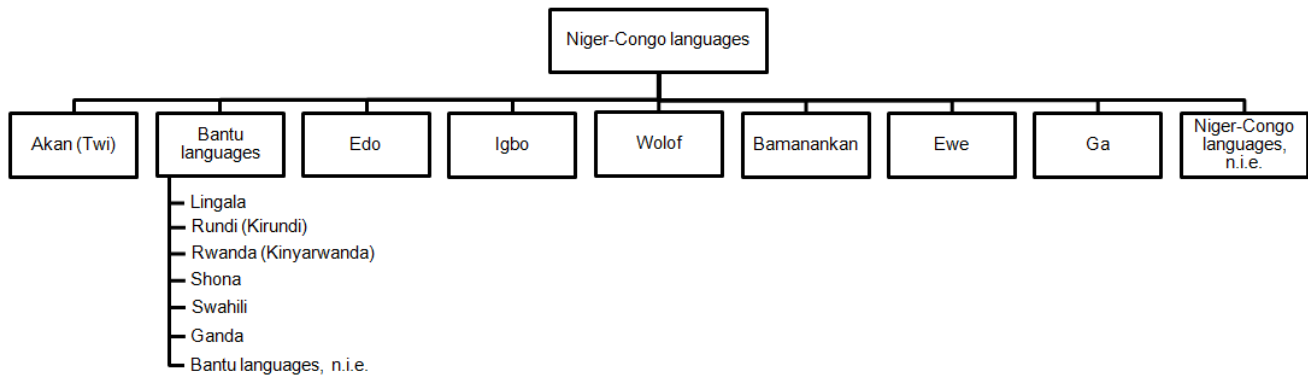 Niger-Congo languages
Akan (Twi)
Bantu
languages
Edo
Igbo
Wolof
Bamanankan
Ewe
Ga
Niger-Congo
languages,
n.i.e.
Lingala
Rundi (Kirundi)
Rwanda (Kinyarwanda)
Shona
Swahili
Ganda
Bantu languages, n.i.e.